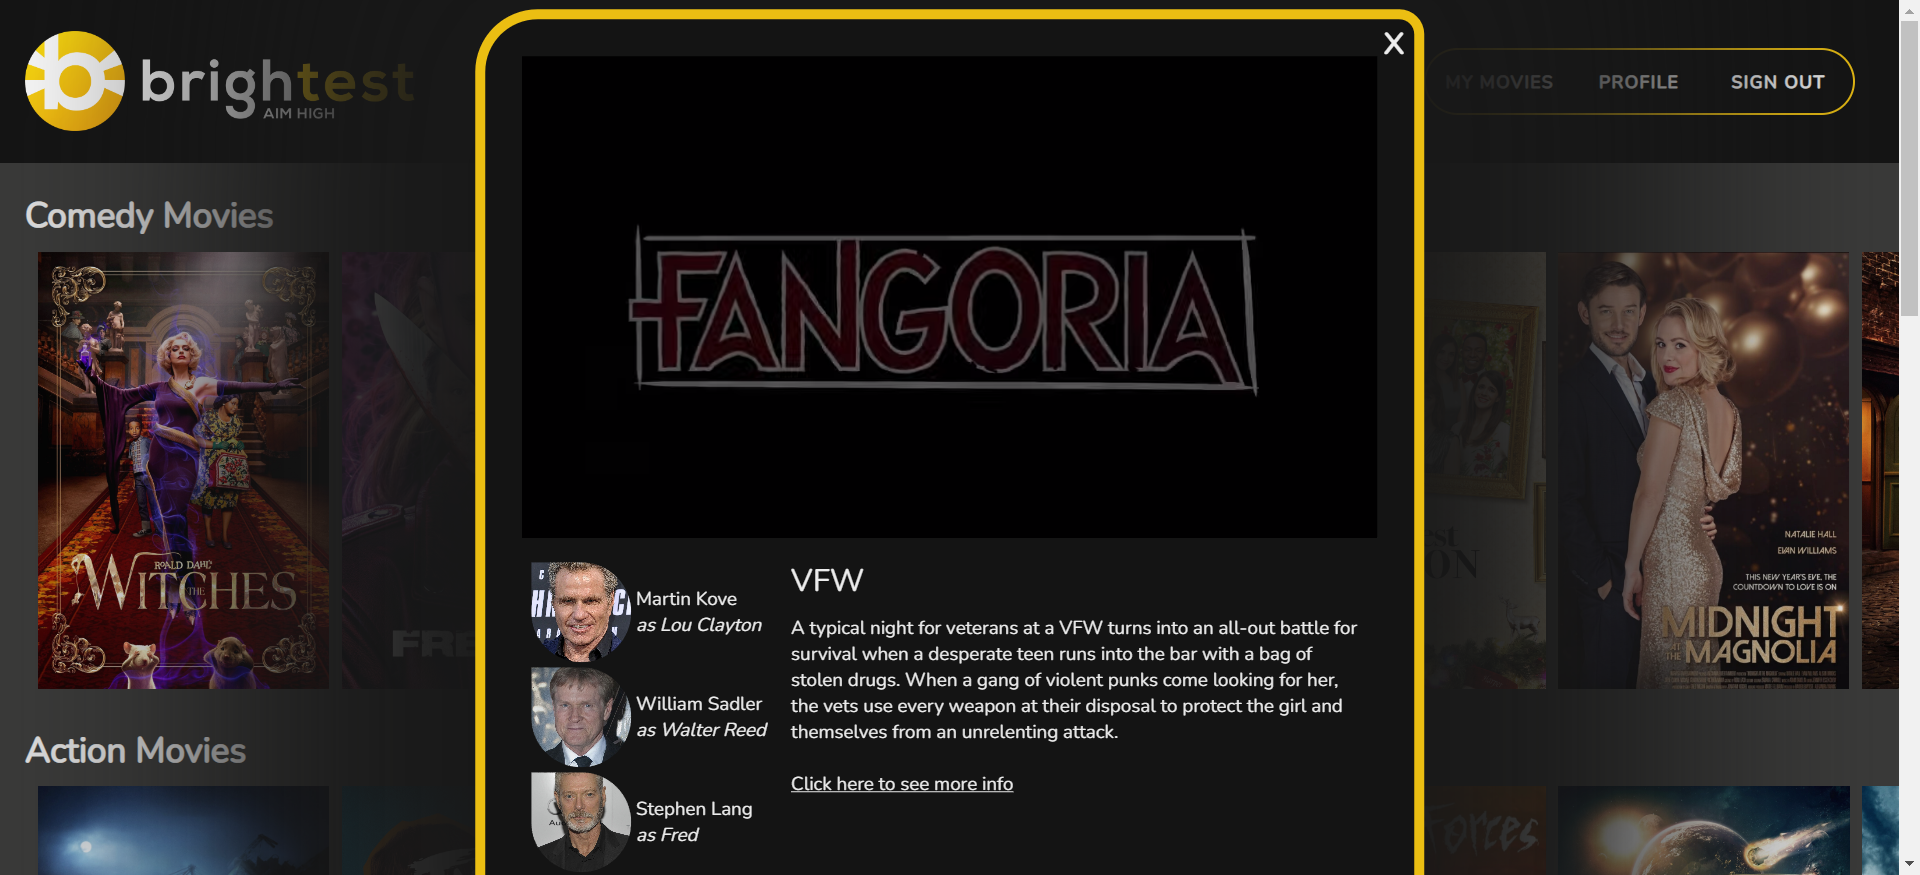 brightest
AIM HIGH
X
MY MOVIES
PROFILE
SIGN OUT
Comedy Movies
ROALD DAHL'S
THE
WITCHES
FRE
FANGORIA
NATALIE HALL
EVAN WILLIAMS
THIS NEW YEAR'S EVE, THE
COUNTDOWN TO LOVE IS ON
MIDNIGHT
AT THE
MAGNOLIA
Martin Kove
as Lou Clayton
William Sadler
as Walter Reed
Stephen Lang
as Fred
VFW
A typical night for veterans at a VFW turns into an all-out battle for
survival when a desperate teen runs into the bar with a bag of
stolen drugs. When a gang of violent punks come looking for her,
the vets use every weapon at their disposal to protect the girl and
themselves from an unrelenting attack.
Click here to see more info
Action Movies
Forces